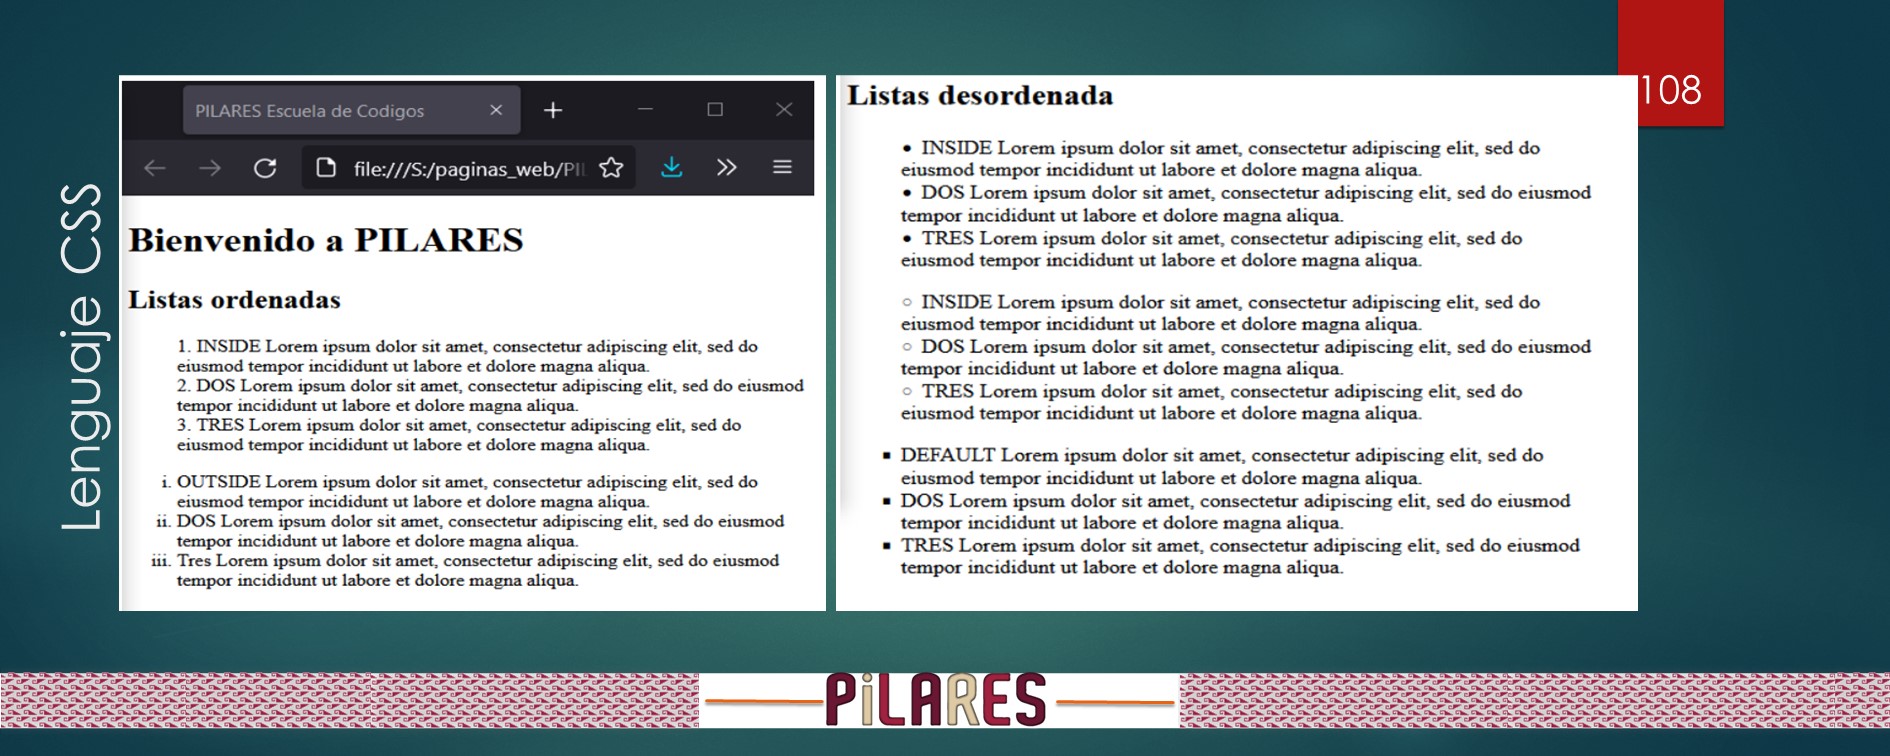 Lenguaje CSS
PILARES Escuela de Codigos
file:///S:/paginas_web/PI
Bienvenido a PILARES
Listas ordenadas
1. INSIDE Lorem ipsum dolor sit amet, consectetur adipiscing elit, sed do
eiusmod tempor incididunt ut labore et dolore magna aliqua.
2. DOS Lorem ipsum dolor sit amet, consectetur adipiscing elit, sed do eiusmod
tempor incididunt ut labore et dolore magna aliqua.
3. TRES Lorem ipsum dolor sit amet, consectetur adipiscing elit, sed do
eiusmod tempor incididunt ut labore et dolore magna aliqua.
i. OUTSIDE Lorem ipsum dolor sit amet, consectetur adipiscing elit, sed do
eiusmod tempor incididunt ut labore et dolore magna aliqua.
ii. DOS Lorem ipsum dolor sit amet, consectetur adipiscing elit, sed do eiusmod
tempor incididunt ut labore et dolore magna aliqua.
iii. Tres Lorem ipsum dolor sit amet, consectetur adipiscing elit, sed do eiusmod
tempor incididunt ut labore et dolore magna aliqua.
Listas desordenada
• INSIDE Lorem ipsum dolor sit amet, consectetur adipiscing elit, sed do
eiusmod tempor incididunt ut labore et dolore magna aliqua.
• DOS Lorem ipsum dolor sit amet, consectetur adipiscing elit, sed do eiusmod
tempor incididunt ut labore et dolore magna aliqua.
• TRES Lorem ipsum dolor sit amet, consectetur adipiscing elit, sed do
eiusmod tempor incididunt ut labore et dolore magna aliqua.
○ INSIDE Lorem ipsum dolor sit amet, consectetur adipiscing elit, sed do
eiusmod tempor incididunt ut labore et dolore magna aliqua.
○ DOS Lorem ipsum dolor sit amet, consectetur adipiscing elit, sed do eiusmod
tempor incididunt ut labore et dolore magna aliqua.
○ TRES Lorem ipsum dolor sit amet, consectetur adipiscing elit, sed do
eiusmod tempor incididunt ut labore et dolore magna aliqua.
▪ DEFAULT Lorem ipsum dolor sit amet, consectetur adipiscing elit, sed do
eiusmod tempor incididunt ut labore et dolore magna aliqua.
▪ DOS Lorem ipsum dolor sit amet, consectetur adipiscing elit, sed do eiusmod
tempor incididunt ut labore et dolore magna aliqua.
▪ TRES Lorem ipsum dolor sit amet, consectetur adipiscing elit, sed do eiusmod
tempor incididunt ut labore et dolore magna aliqua.
108
PiLARES